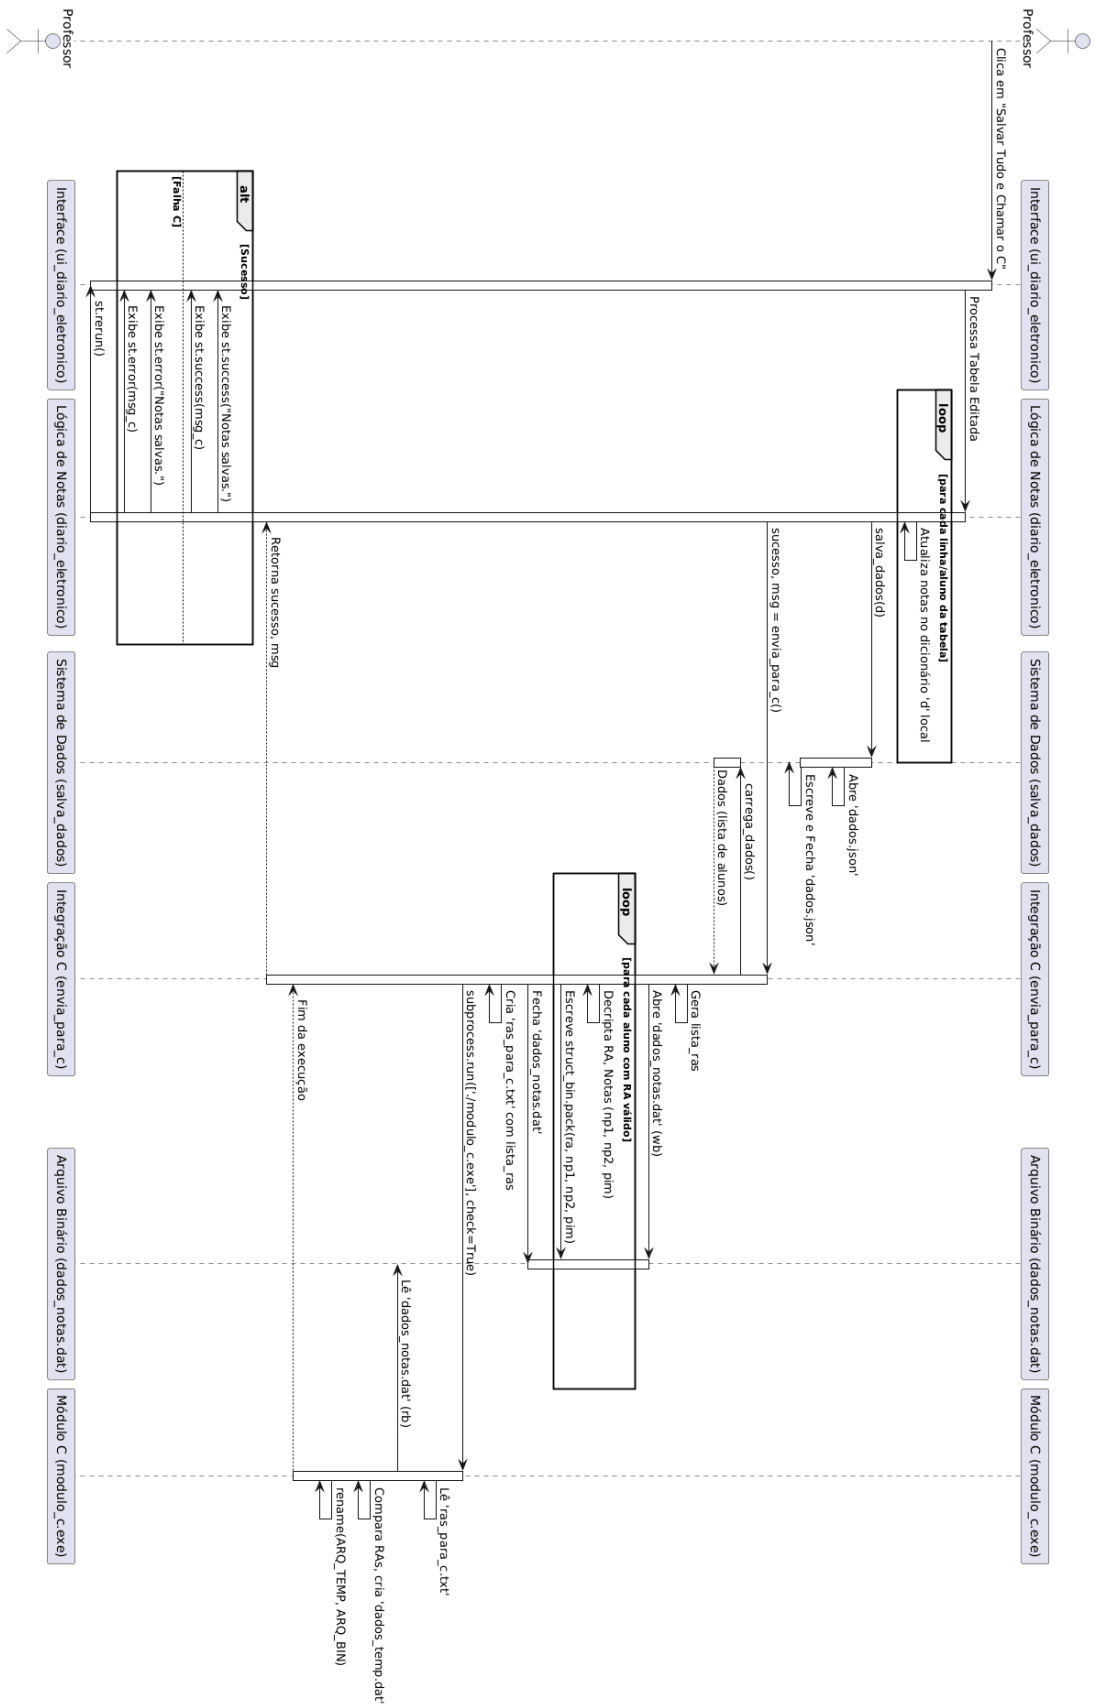 Professor
Interface (ui_diario_eletronico)
Lógica de Notas (diario_eletronico)
Sistema de Dados (salva_dados)
Integração C (envia_para_c)
Arquivo Binário (dados_notas.dat)
Módulo C (modulo_c.exe)
Clica em "Salvar Tudo e Chamar o C"
Processa Tabela Editada
loop
[para cada linha/aluno da tabela]
Atualiza notas no dicionário 'd' local
salva_dados(d)
Abre 'dados.json'
Escreve e Fecha 'dados.json'
sucesso, msg = envia_para_c()
carrega_dados()
Dados (lista de alunos)
Gera lista_ras
Abre 'dados_notas.dat' (wb)
loop
[para cada aluno com RA válido]
Decripta RA, Notas (np1, np2, pim)
Escreve struct_bin.pack(ra, np1, np2, pim)
Fecha 'dados_notas.dat'
Cria 'ras_para_c.txt' com lista_ras
subprocess.run(['./modulo_c.exe'], check=True)
Lê 'ras_para_c.txt'
Lê 'dados_notas.dat' (rb)
Compara RAs, cria 'dados_temp.dat'
rename(ARQ_TEMP, ARQ_BIN)
Fim da execução
Retorna sucesso, msg
alt
[Sucesso]
Exibe st.success("Notas salvas.")
Exibe st.success(msg_c)
[Falha C]
Exibe st.error("Notas salvas.")
Exibe st.error(msg_c)
st.rerun()
Professor
Interface (ui_diario_eletronico)
Lógica de Notas (diario_eletronico)
Sistema de Dados (salva_dados)
Integração C (envia_para_c)
Arquivo Binário (dados_notas.dat)
Módulo C (modulo_c.exe)